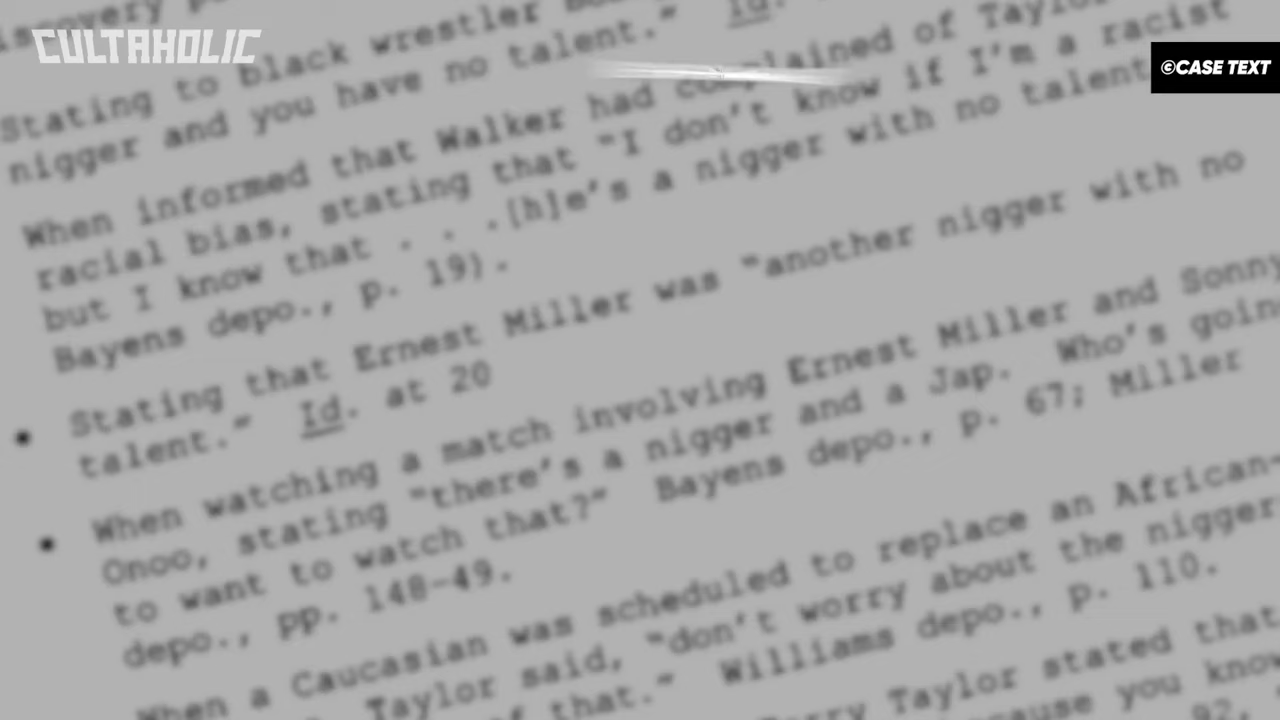 CULTAHOLIC
©CASE TEXT
Stating to black wrestler
nigger and you have no talent.” Id.
When informed that Walker had complained of Taylor
racial bias, stating that “I don’t know if I’m a racist
but I know that . . .[h]e’s a nigger with no talent
Bayens depo., p. 19).
• Stating that Ernest Miller was “another nigger with no
talent.” Id. at 20
• When watching a match involving Ernest Miller and Sonny
Onoo, stating “there’s a nigger and a Jap. Who’s goin
to want to watch that?” Bayens depo., p. 67; Miller
depo., pp. 148-49.
When a Caucasian was scheduled to replace an African-
Taylor said, “don’t worry about the nigger
of that.” Williams depo., p. 110.
Taylor stated that
because you know
92,